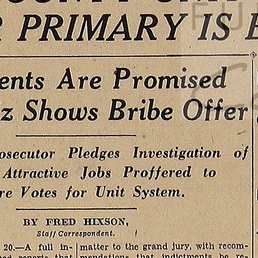 R PRIMARY IS
ents Are Promised
z Shows Bribe Offer
osecutor Pledges Investigation of
Attractive Jobs Proffered to
re Votes for Unit System.
BY FRED HIXSON,
Staff Correspondent.
20.—A full in-
matter to the grand jury, with recom-